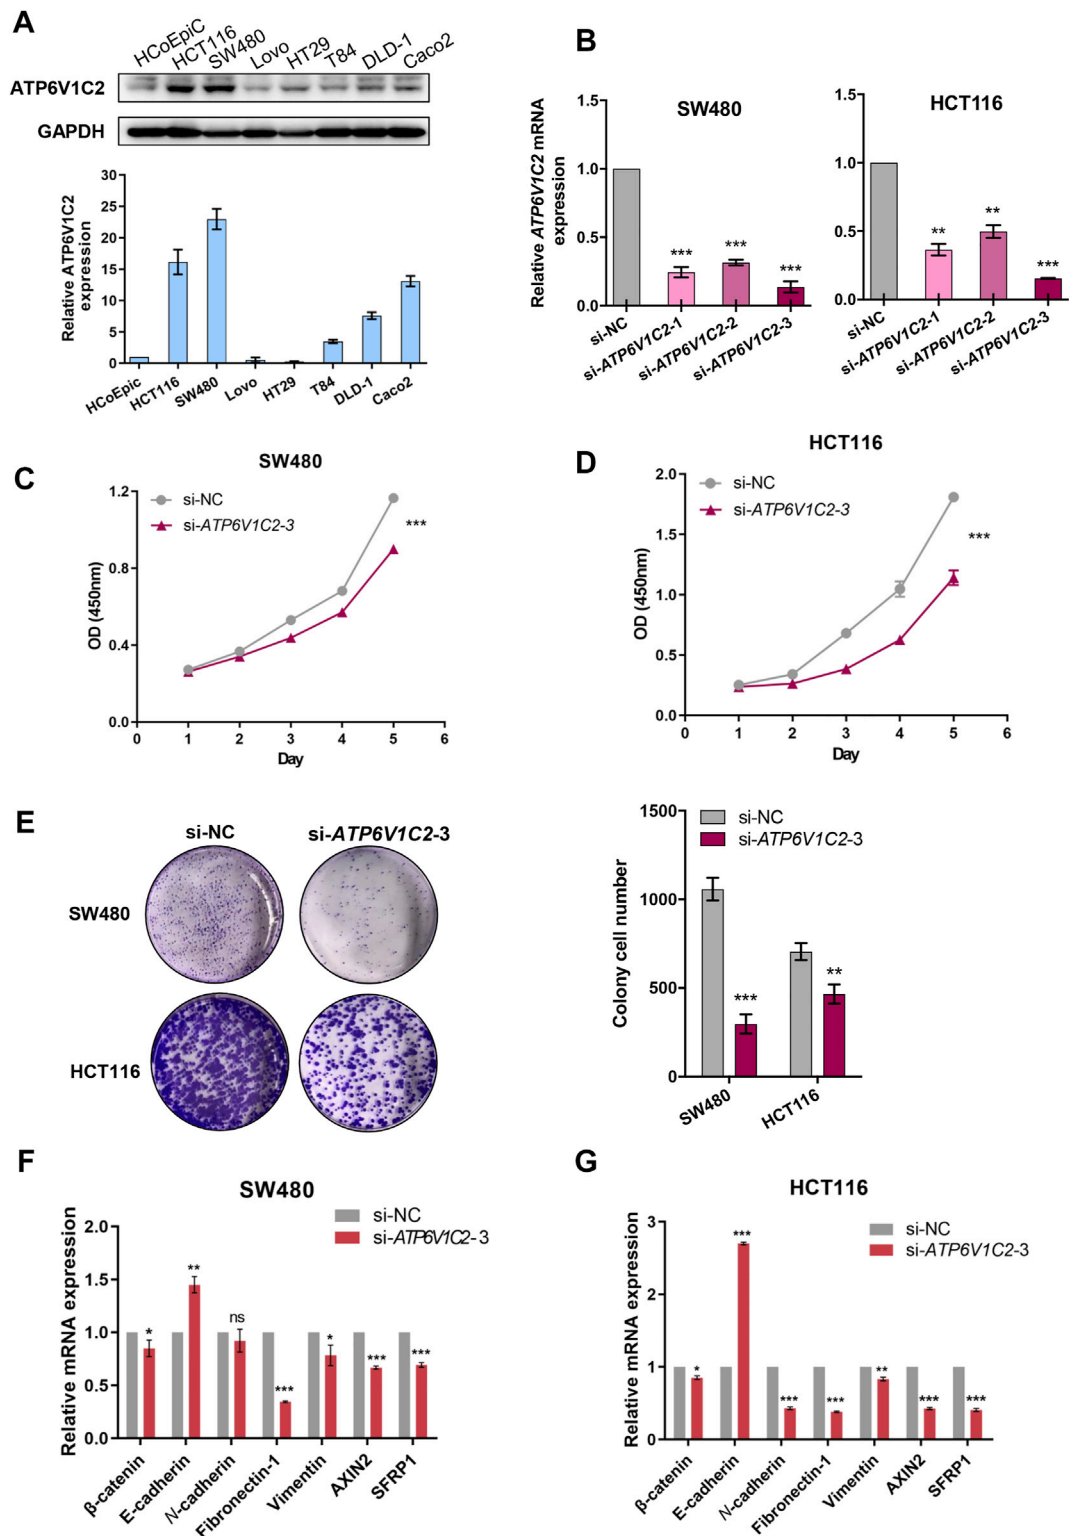 A
HCoEpiC
HCT116
SW480
Lovo
HT29
T84
DLD-1
Caco2
ATP6V1C2
GAPDH
Relative ATP6V1C2
expression
30
25
20
15
10
5
0
HCoEpic
HCT116
SW480
Lovo
HT29
T84
DLD-1
Caco2
B
SW480
Relative ATP6V1C2 mRNA
expression
1.5
1.0
0.5
0.0
***
***
***
si-NC
si-ATP6V1C2-1
si-ATP6V1C2-2
si-ATP6V1C2-3
HCT116
1.5
1.0
0.5
0.0
**
**
***
si-NC
si-ATP6V1C2-1
si-ATP6V1C2-2
si-ATP6V1C2-3
C
SW480
si-NC
si-ATP6V1C2-3
OD (450nm)
1.2
0.8
0.4
0.0
***
0 1 2 3 4 5 6
Day
D
HCT116
si-NC
si-ATP6V1C2-3
OD (450nm)
2.0
1.5
1.0
0.5
0.0
***
0 1 2 3 4 5 6
Day
E
si-NC si-ATP6V1C2-3
SW480
HCT116
Colony cell number
1500
1000
500
0
si-NC
si-ATP6V1C2-3
***
**
SW480
HCT116
F
SW480
si-NC
si-ATP6V1C2-3
Relative mRNA expression
2.0
1.5
1.0
0.5
0.0
*
**
ns
***
*
***
***
β-catenin
E-cadherin
N-cadherin
Fibronectin-1
Vimentin
AXIN2
SFRP1
G
HCT116
si-NC
si-ATP6V1C2-3
Relative mRNA expression
3
2
1
0
*
***
***
***
**
***
***
β-catenin
E-cadherin
N-cadherin
Fibronectin-1
Vimentin
AXIN2
SFRP1